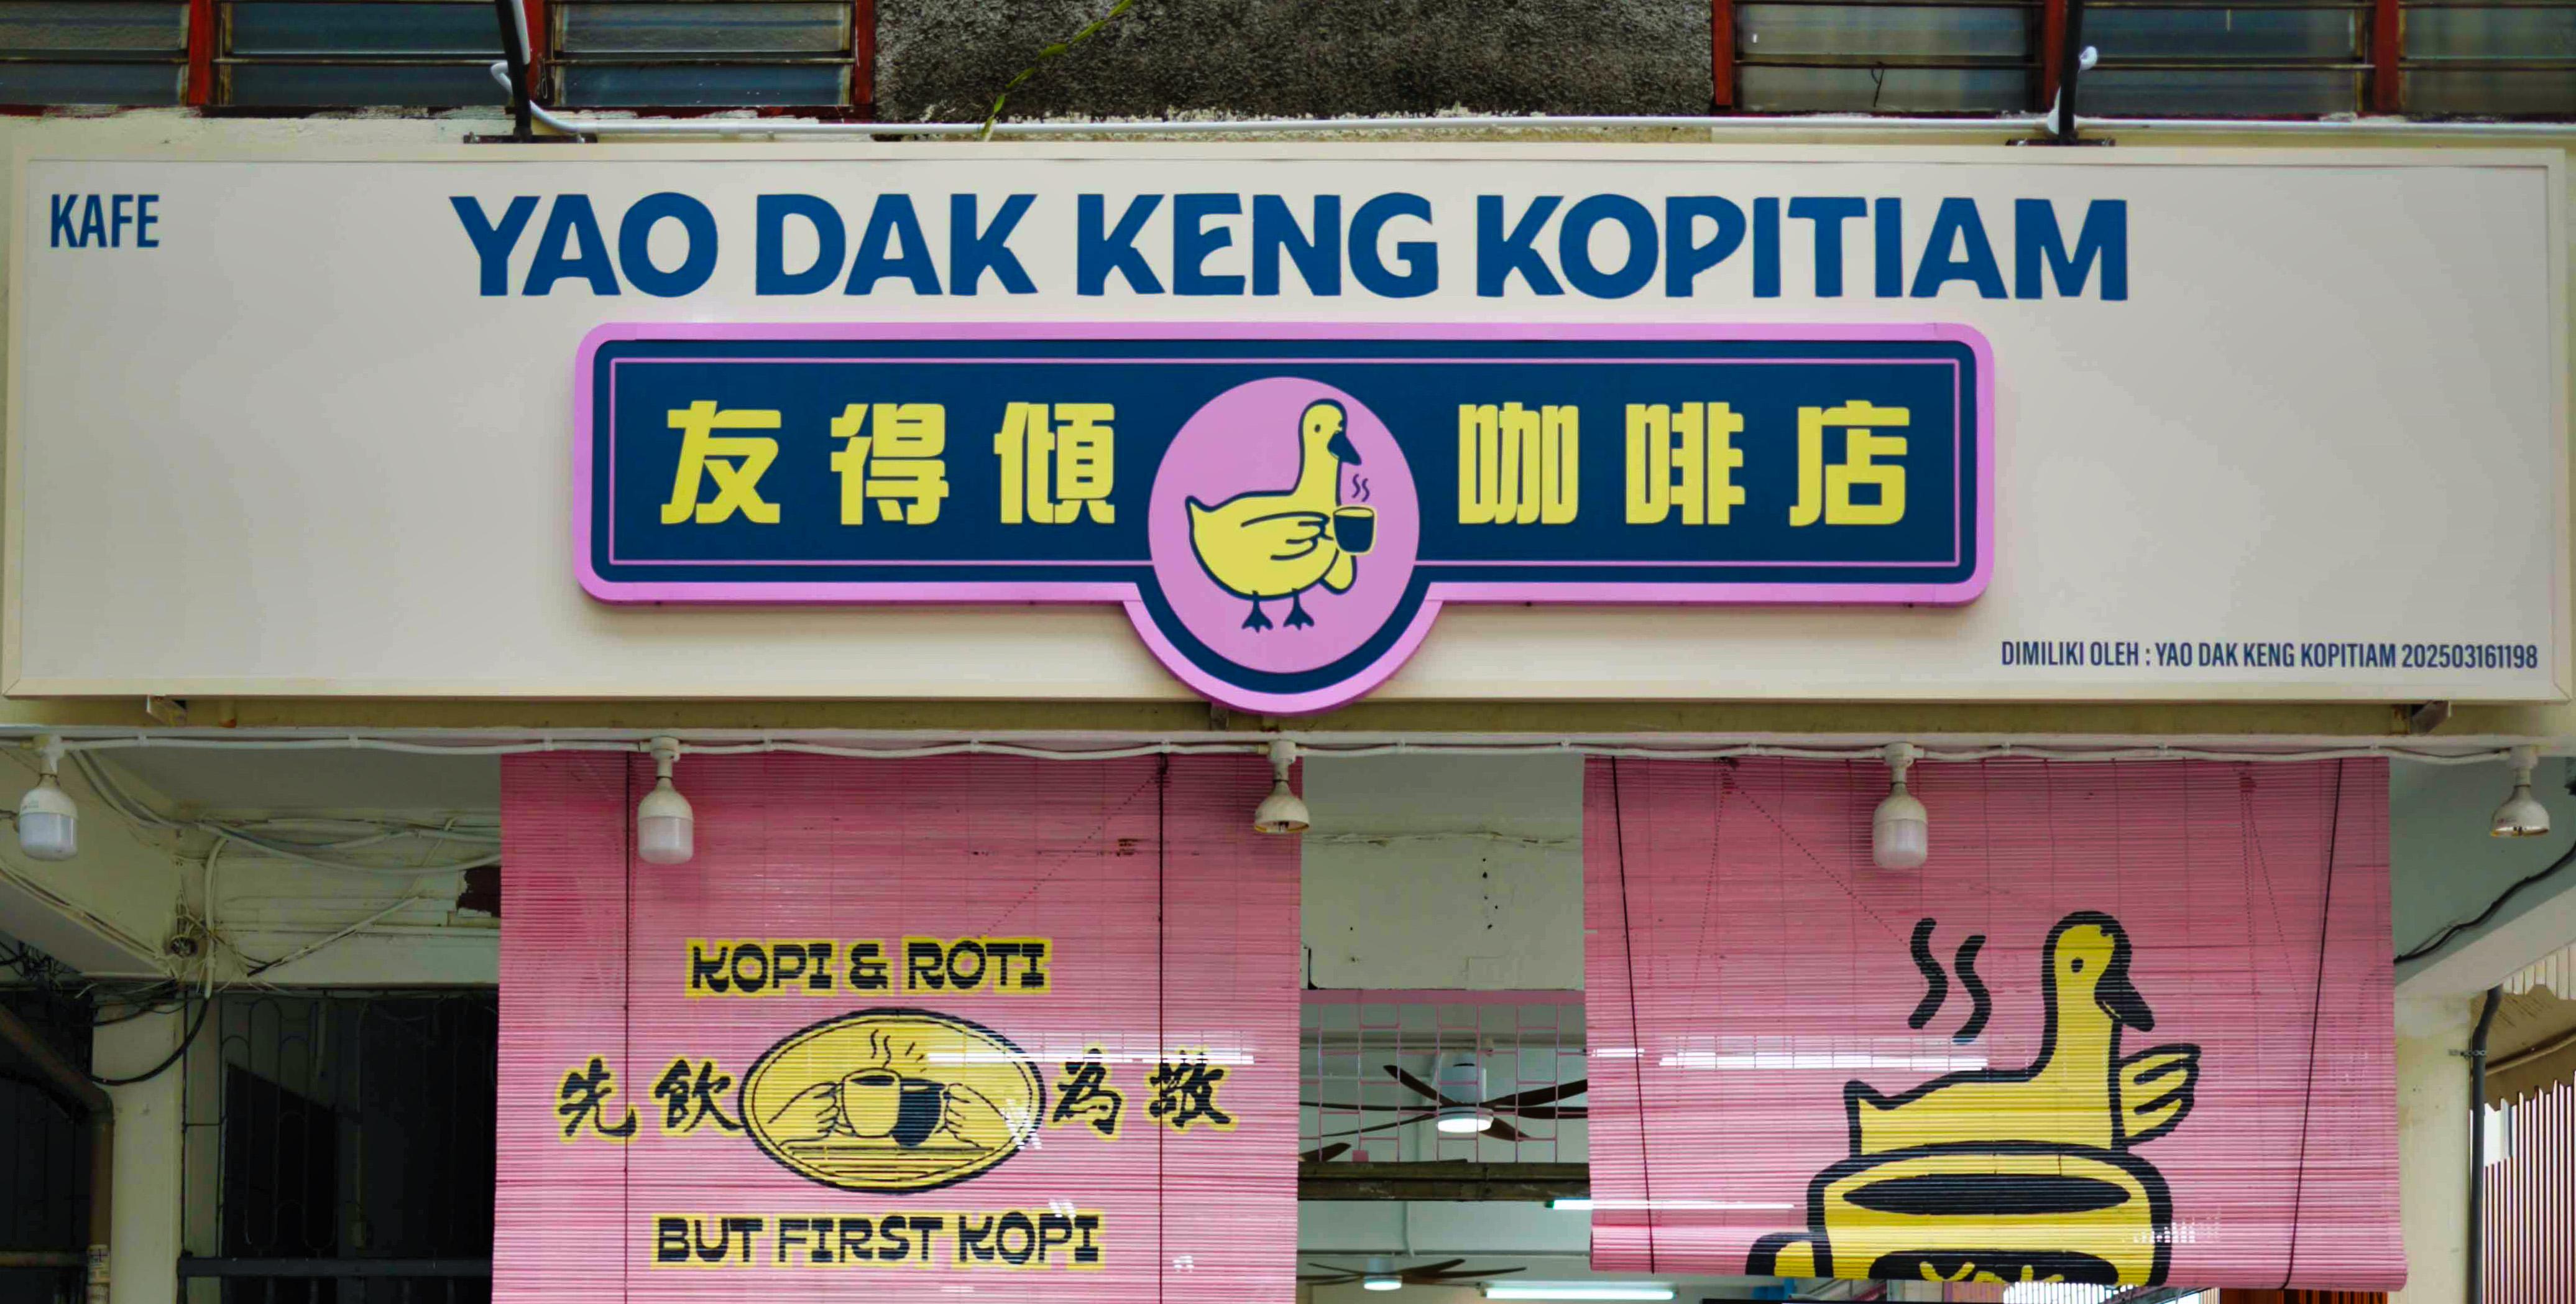 KAFE
YAO DAK KENG KOPITIAM
友得傾 咖啡店
DIMILIKI OLEH : YAO DAK KENG KOPITIAM 202503161198
KOPI & ROTI
先飲為敬
BUT FIRST KOPI